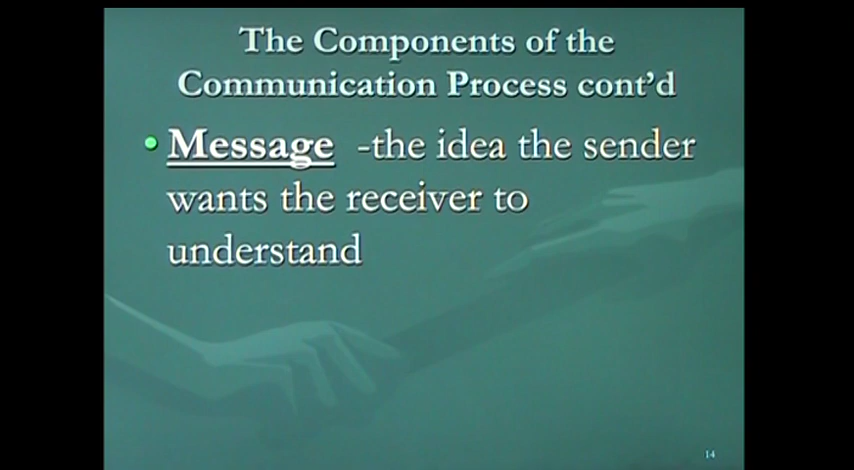 The Components of the
Communication Process cont'd
• Message -the idea the sender
wants the receiver to
understand
14